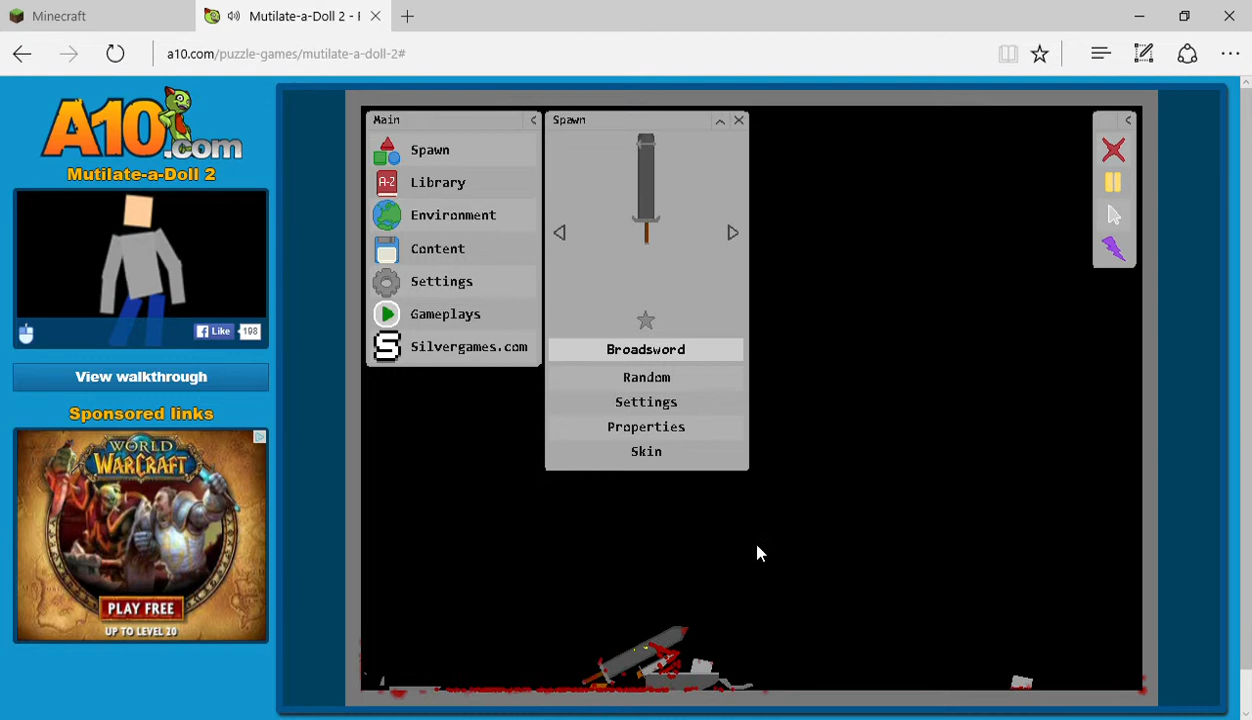 Minecraft
Mutilate-a-Doll 2 - F
a10.com/puzzle-games/mutilate-a-doll-2#
A10.com
Mutilate-a-Doll 2
Like 198
View walkthrough
Sponsored links
WORLD OF WARCRAFT
PLAY FREE
UP TO LEVEL 20
Main
Spawn
A-Z Library
Environment
Content
Settings
Gameplays
S Silvergames.com
Spawn
Broadsword
Random
Settings
Properties
Skin